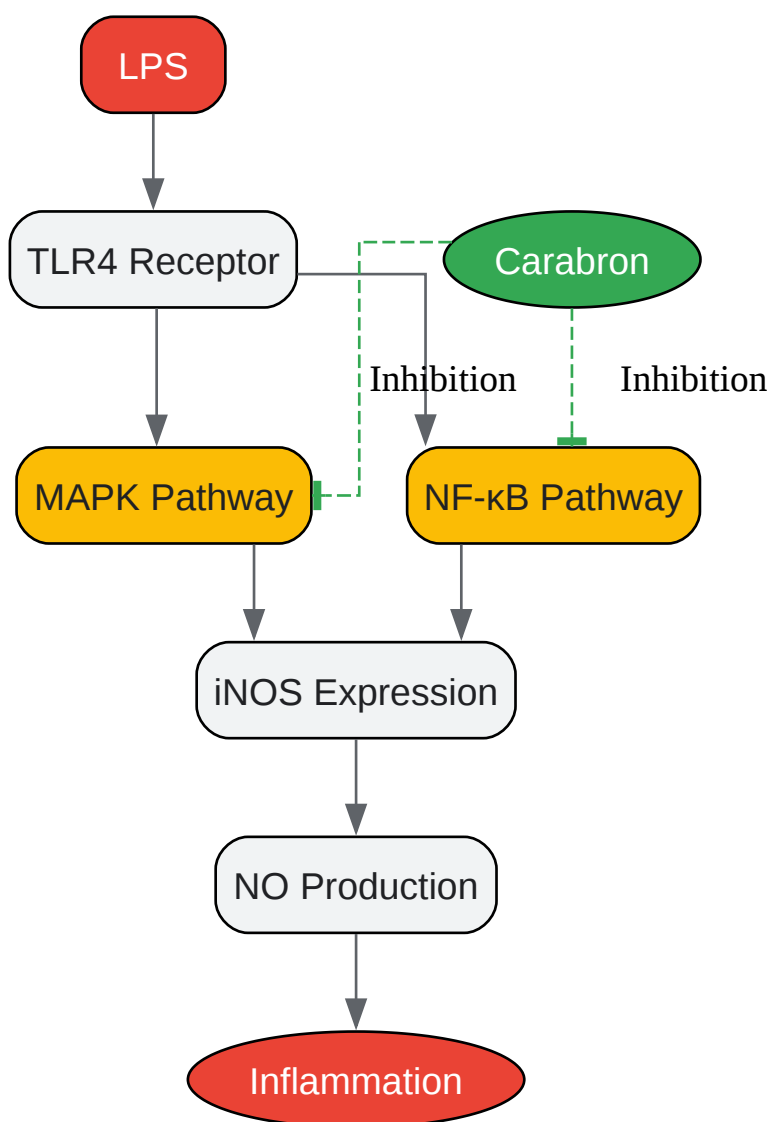 LPS
TLR4 Receptor
Carabron
Inhibition
Inhibition
MAPK Pathway
NF-κB Pathway
iNOS Expression
NO Production
Inflammation